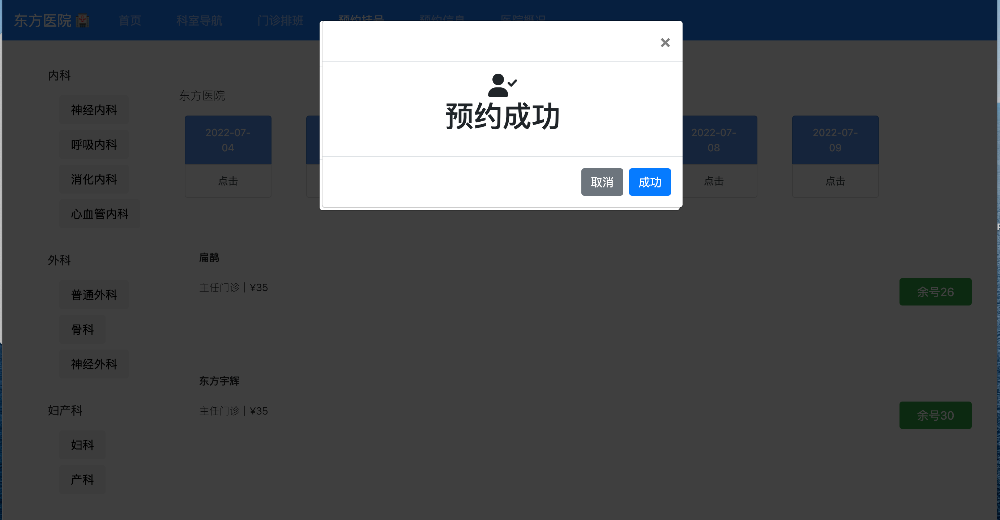 东方医院
首页
科室导航
门诊排班
预约挂号
预约信息
医院概况
×
预约成功
取消
成功
内科
神经内科
呼吸内科
消化内科
心血管内科
外科
普通外科
骨科
神经外科
妇产科
妇科
产科
东方医院
2022-07-
04
点击
2022-07-
08
点击
2022-07-
09
点击
扁鹊
主任门诊 | ¥35
余号26
东方宇辉
主任门诊 | ¥35
余号30